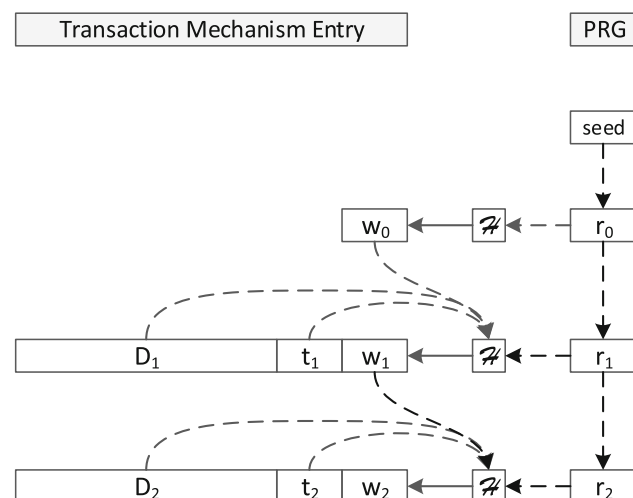 Transaction Mechanism Entry PRG
seed
w₀ ℋ r₀
D₁ t₁ w₁ ℋ r₁
D₂ t₂ w₂ ℋ r₂